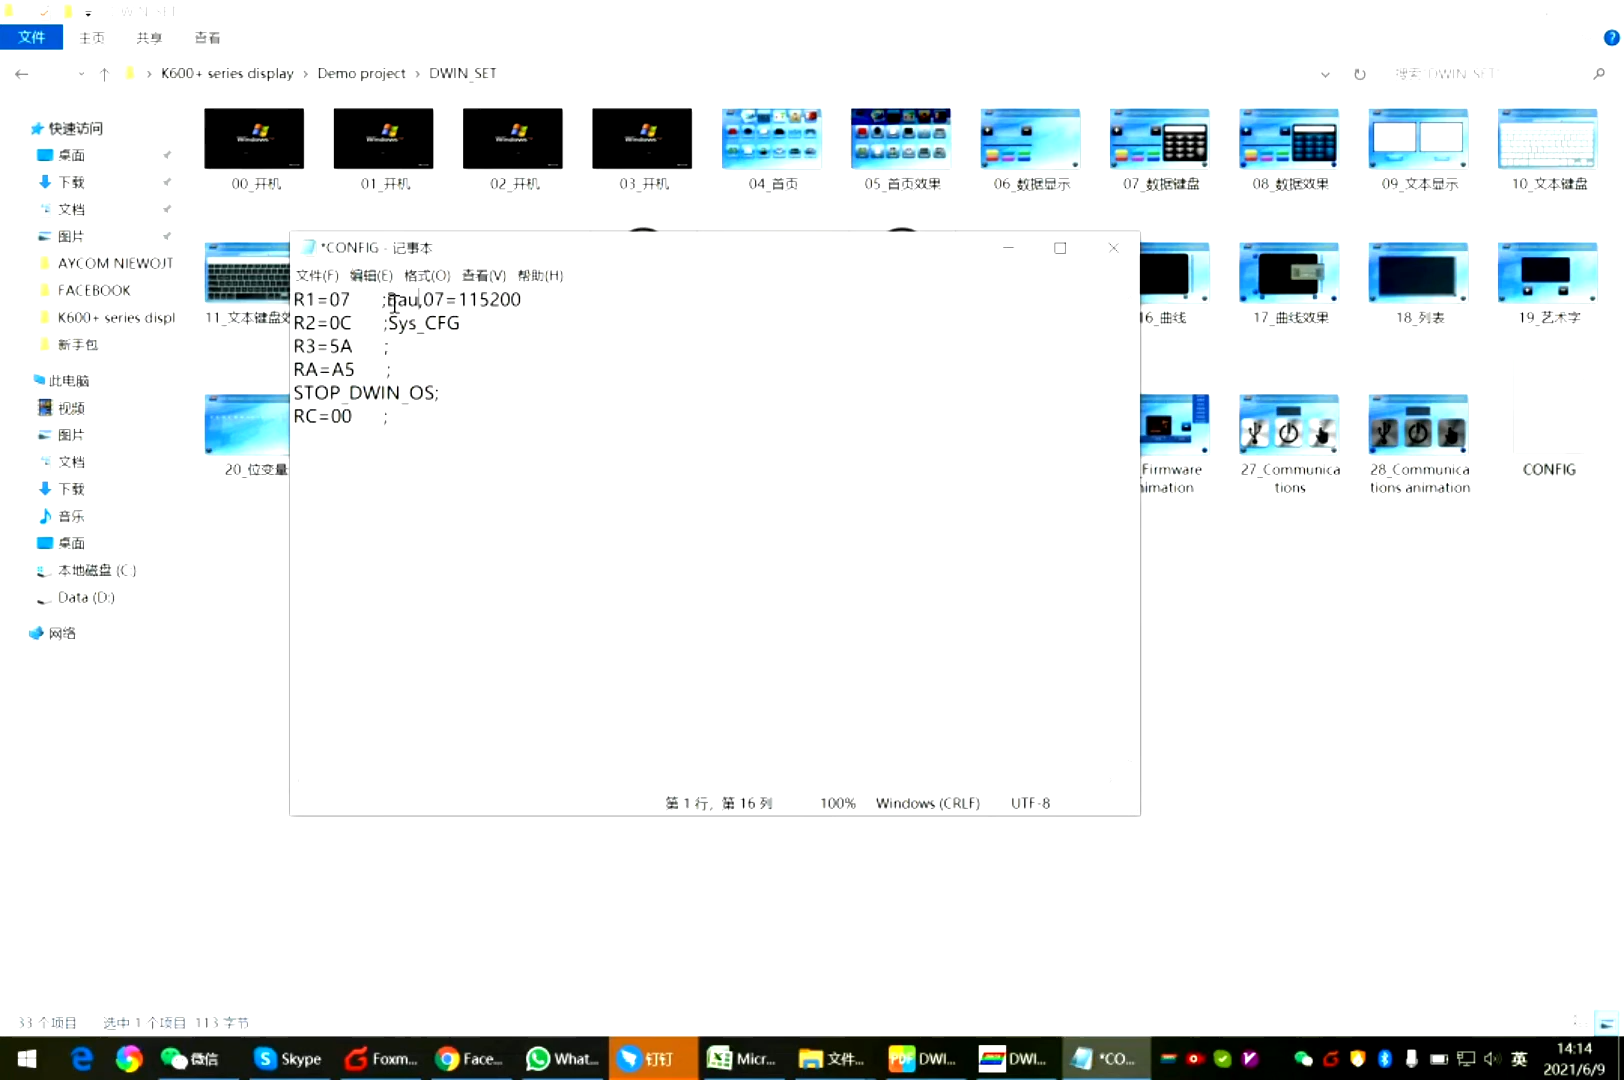 文件
主页
共享
查看
K600+ series display › Demo project › DWIN_SET
搜索"DWIN_SET"
快速访问
桌面
下载
文档
图片
AYCOM NIEWOJT
FACEBOOK
K600+ series displ
新手包
此电脑
视频
图片
文档
下载
音乐
桌面
本地磁盘 (C:)
Data (D:)
网络
00_开机
01_开机
02_开机
03_开机
04_首页
05_首页效果
06_数据显示
07_数据键盘
08_数据效果
09_文本显示
10_文本键盘
11_文本键盘效
16_曲线
17_曲线效果
18_列表
19_艺术字
20_位变量
Firmware
nimation
27_Communica
tions
28_Communica
tions animation
CONFIG
*CONFIG - 记事本
文件(F) 编辑(E) 格式(O) 查看(V) 帮助(H)
R1=07 ;bau,07=115200
R2=0C ;Sys_CFG
R3=5A ;
RA=A5 ;
STOP_DWIN_OS;
RC=00 ;
第 1 行，第 16 列 100% Windows (CRLF) UTF-8
33 个项目 选中 1 个项目 113 字节
微信
Skype
Foxm...
Face...
What...
钉钉
Micr...
文件...
DWI...
DWI...
*CO...
英
14:14
2021/6/9